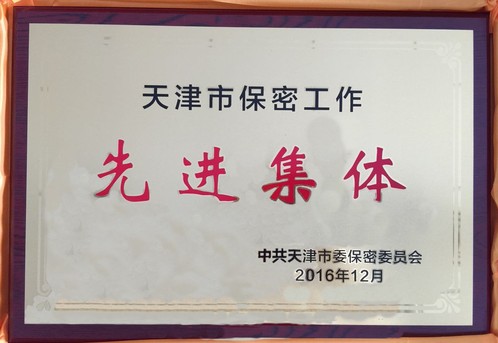 天津市保密工作
先进集体
中共天津市委保密委员会
2016年12月